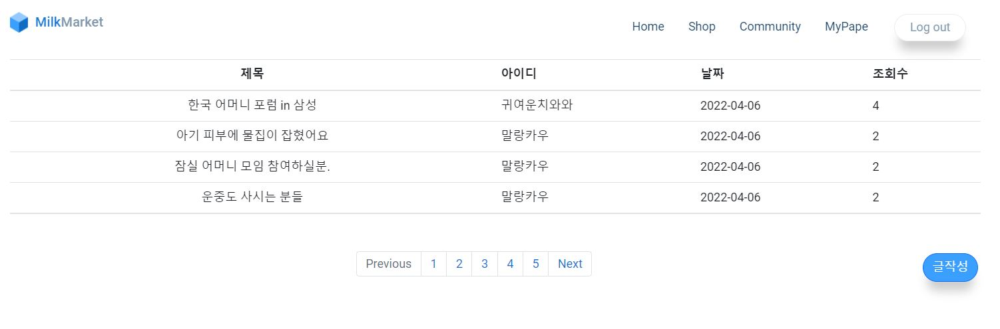 MilkMarket Home Shop Community MyPape Log out
제목 아이디 날짜 조회수
한국 어머니 포럼 in 삼성 귀여운치와와 2022-04-06 4
아기 피부에 물집이 잡혔어요 말랑카우 2022-04-06 2
잠실 어머니 모임 참여하실분. 말랑카우 2022-04-06 2
운중도 사시는 분들 말랑카우 2022-04-06 2
Previous 1 2 3 4 5 Next 글작성